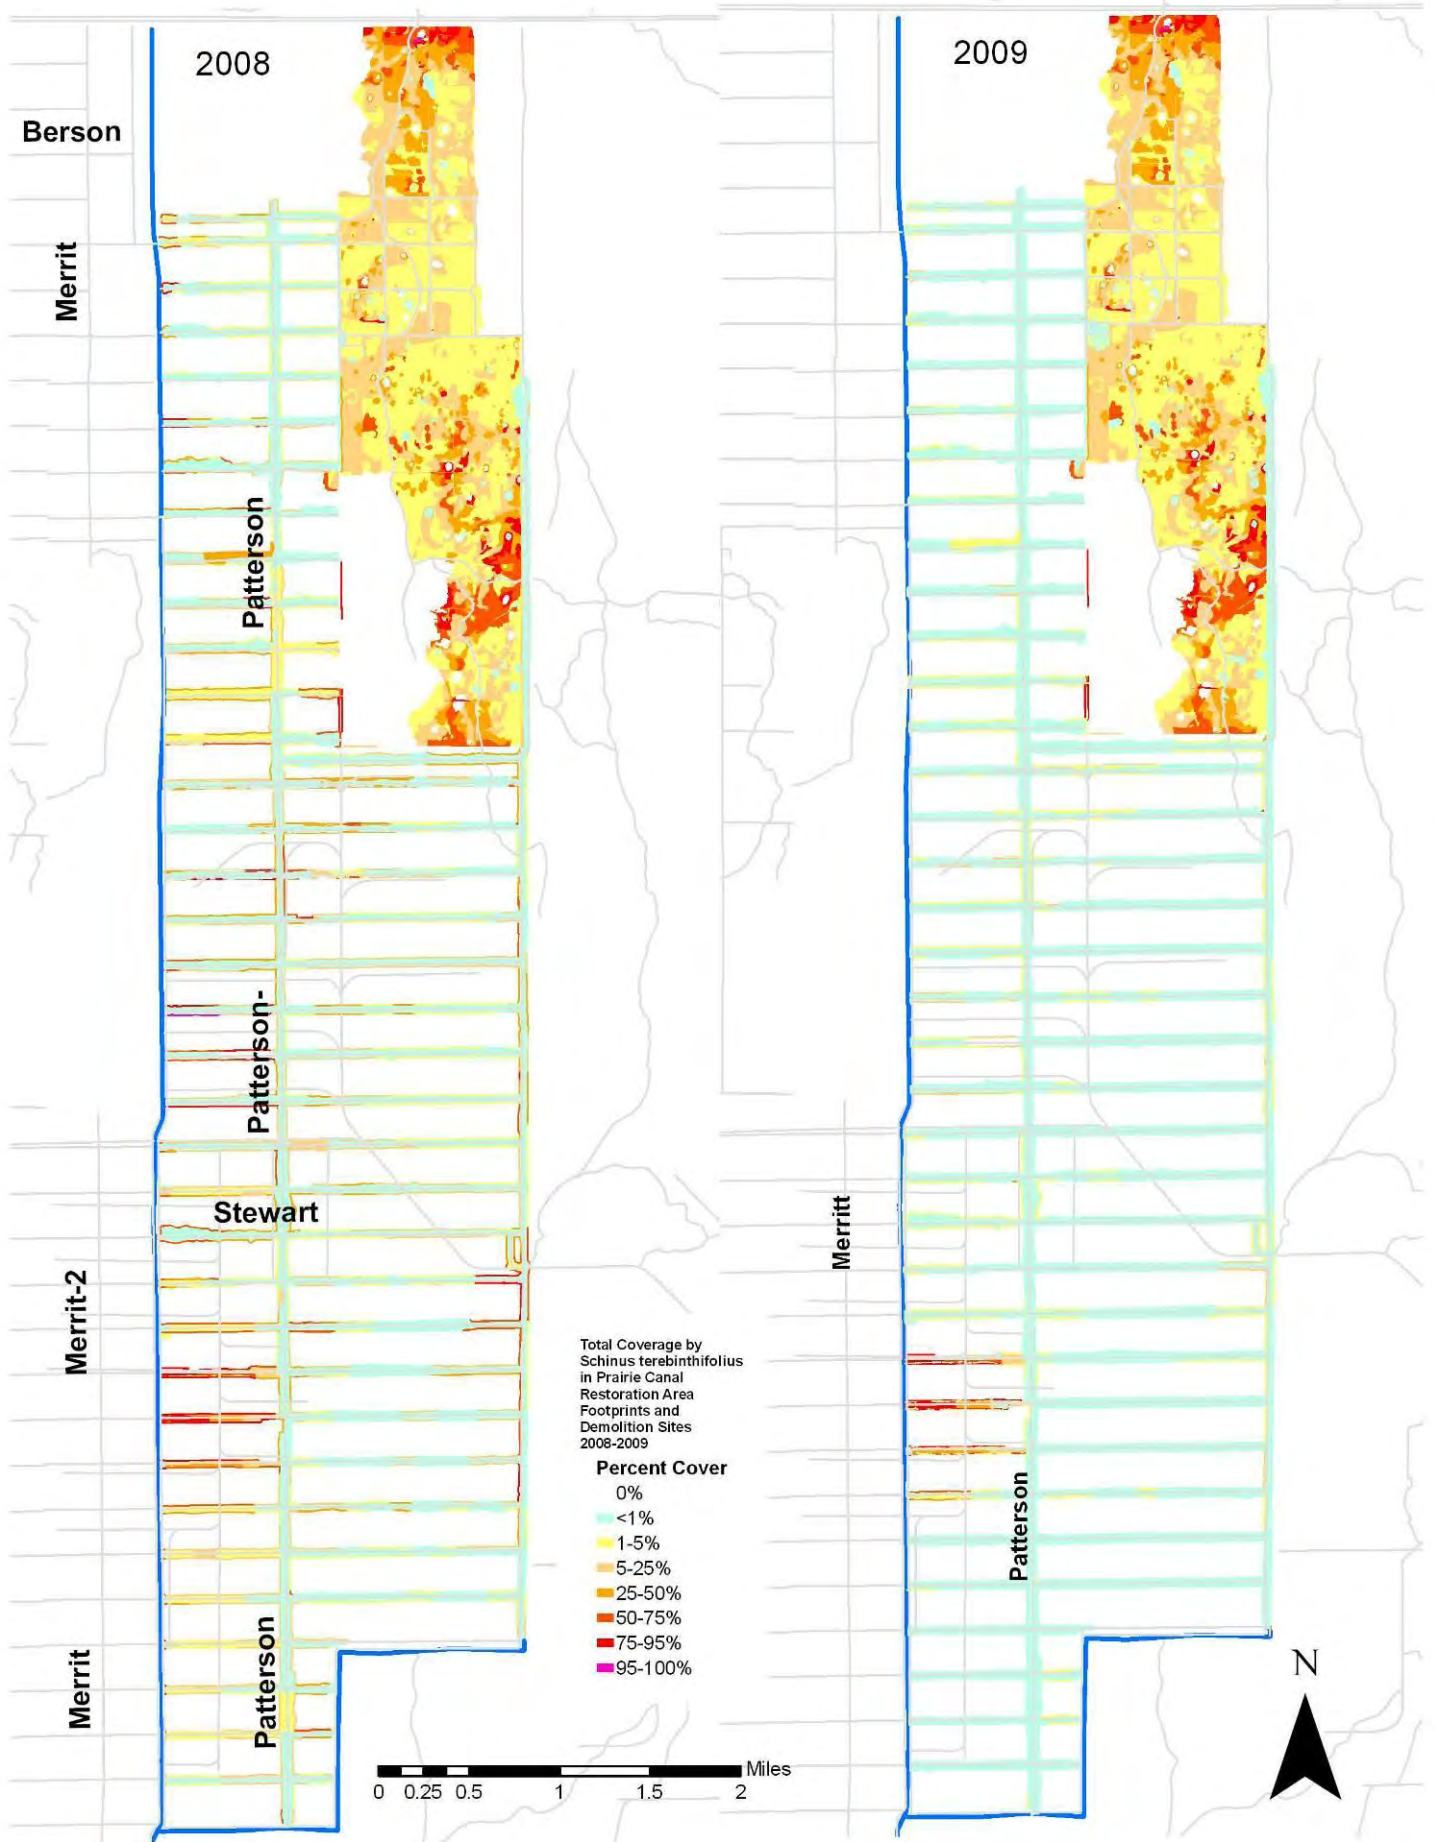 2008
2009
Berson
Merrit
Patterson
Patterson-
Stewart
Merrit-2
Merritt
Total Coverage by
Schinus terebinthifolius
in Prairie Canal
Restoration Area
Footprints and
Demolition Sites
2008-2009
Percent Cover
0%
<1%
1-5%
5-25%
25-50%
50-75%
75-95%
95-100%
Patterson
Merrit
Patterson
N
Miles
0 0.25 0.5 1 1.5 2